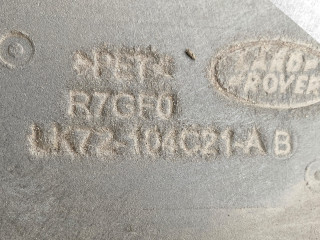 >PET<
LAND
ROVER
R7GF0
LK72-104C21-AB